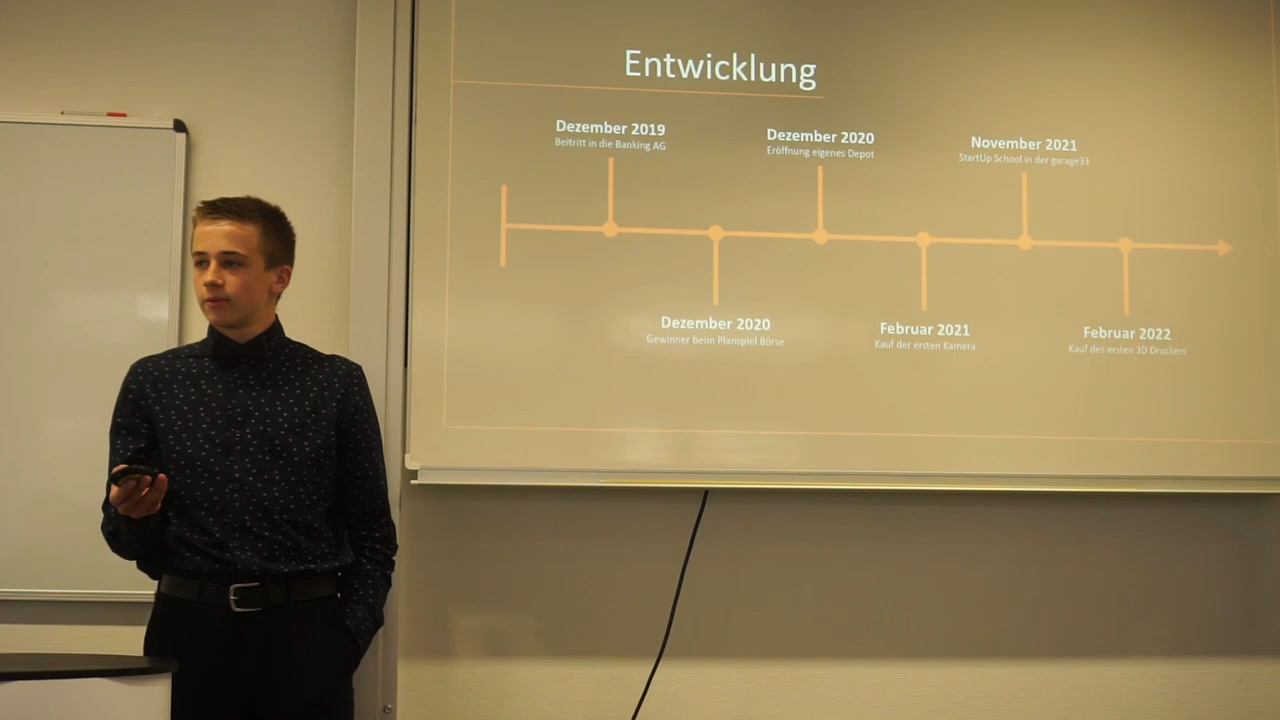 Entwicklung
Dezember 2019
Beitritt in die Banking AG
Dezember 2020
Eröffnung eigenes Depot
November 2021
StartUp School in der garage33
Dezember 2020
Gewinner beim Planspiel Börse
Februar 2021
Kauf der ersten Kamera
Februar 2022
Kauf des ersten 3D Druckers